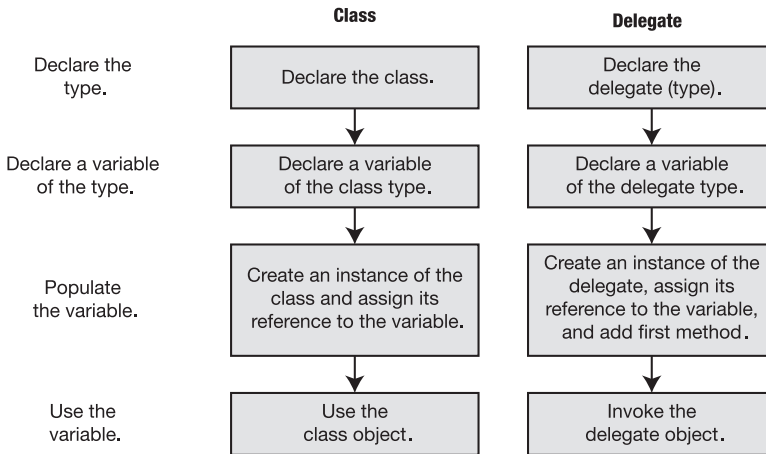 Class
Delegate
Declare the
type.
Declare the class.
Declare the
delegate (type).
Declare a variable
of the type.
Declare a variable
of the class type.
Declare a variable
of the delegate type.
Populate
the variable.
Create an instance of the
class and assign its
reference to the variable.
Create an instance of the
delegate, assign its
reference to the variable,
and add first method.
Use the
variable.
Use the
class object.
Invoke the
delegate object.